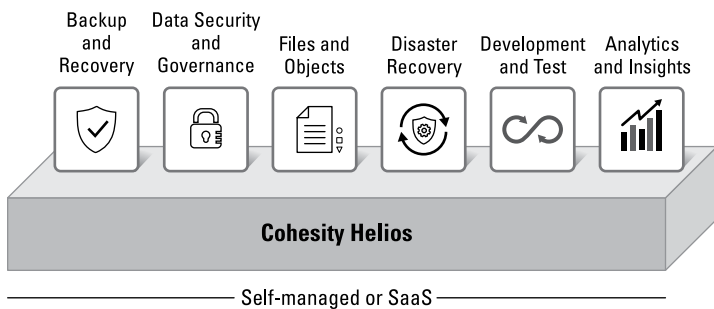 Backup
and
Recovery
Data Security
and
Governance
Files and
Objects
Disaster
Recovery
Development
and Test
Analytics
and Insights
Cohesity Helios
Self-managed or SaaS